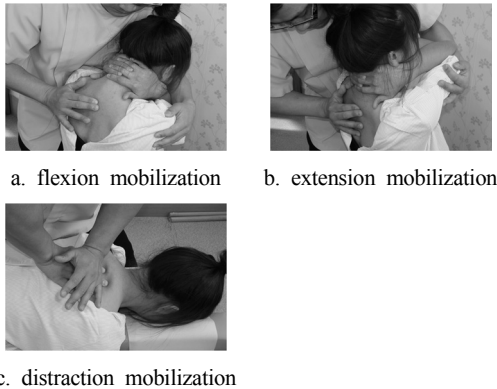 a. flexion mobilization
b. extension mobilization
c. distraction mobilization